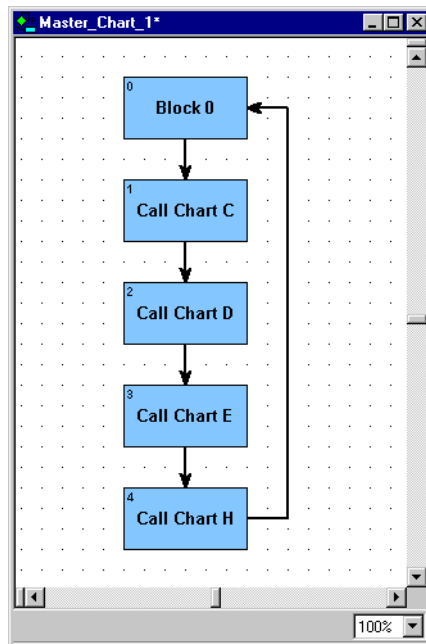 Master_Chart_1*
0
Block 0
1
Call Chart C
2
Call Chart D
3
Call Chart E
4
Call Chart H
100%